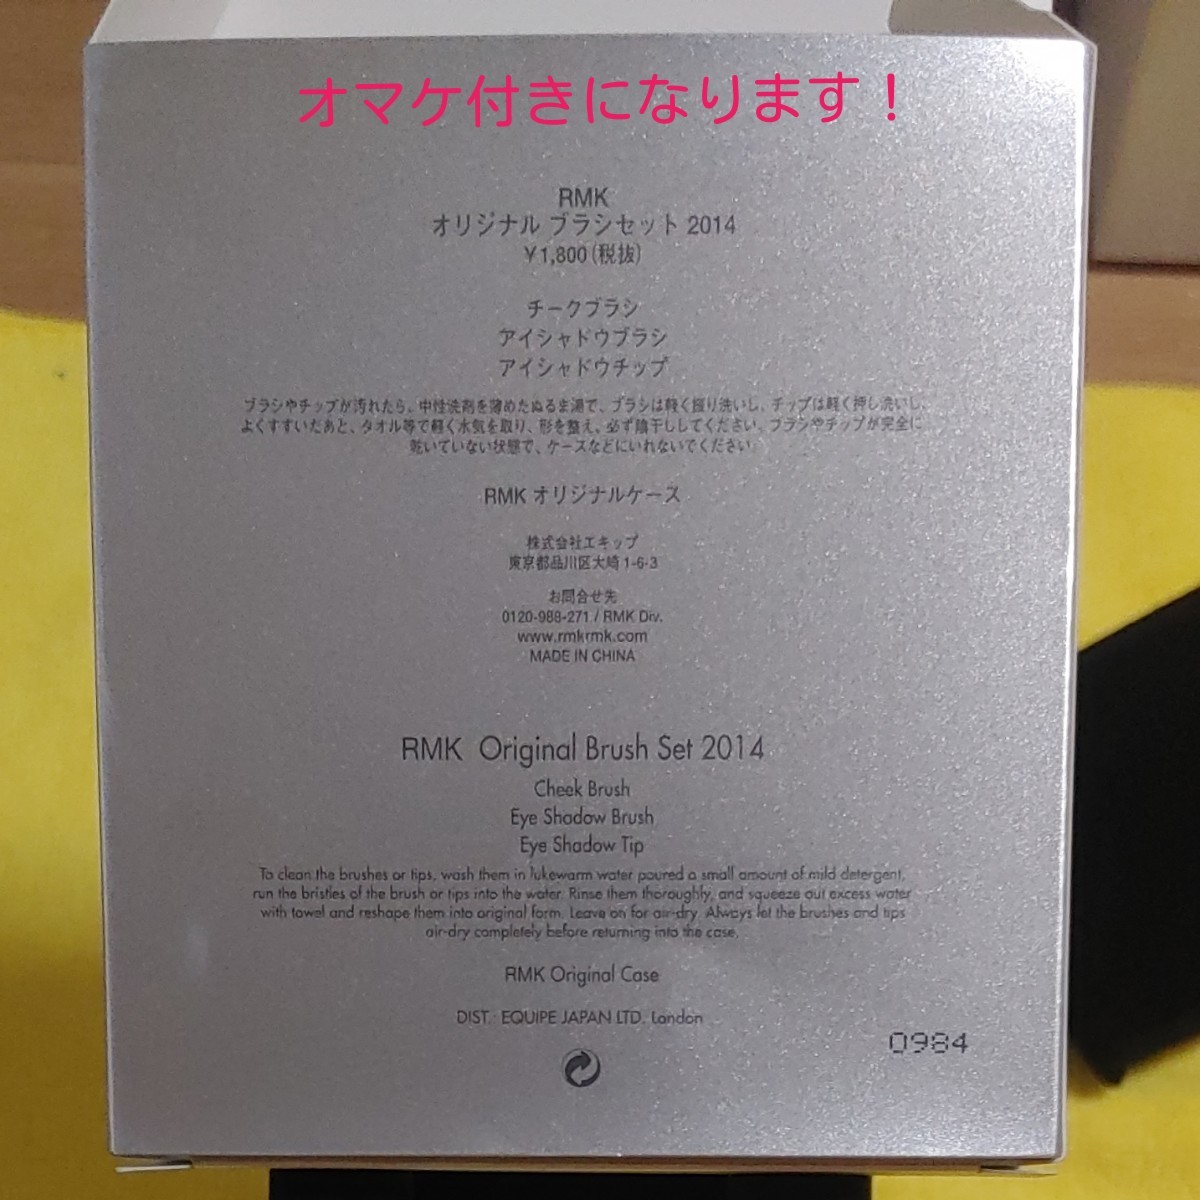 オマケ付きになります！
RMK
オリジナル ブラシセット 2014
￥1,800(税抜)
チークブラシ
アイシャドウブラシ
アイシャドウチップ
ブラシやチップが汚れたら、中性洗剤を薄めたぬるま湯で、ブラシは軽く振り洗いし、チップは軽く押し洗いし、
よくすすいだあと、タオル等で軽く水気を取り、形を整え、必ず陰干ししてください。ブラシやチップが完全に
乾いていない状態で、ケースなどにいれないでください。
RMK オリジナルケース
株式会社エキップ
東京都品川区大崎 1-6-3
お問合せ先
0120-988-271 / RMK Div.
www.rmkrmk.com
MADE IN CHINA
RMK Original Brush Set 2014
Cheek Brush
Eye Shadow Brush
Eye Shadow Tip
To clean the brushes or tips, wash them in lukewarm water poured a small amount of mild detergent,
run the bristles of the brush or tips into the water. Rinse them thoroughly, and squeeze out excess water
with towel and reshape them into original form. Leave on for air-dry. Always let the brushes and tips
air-dry completely before returning into the case.
RMK Original Case
DIST. : EQUIPE JAPAN LTD. London
0984